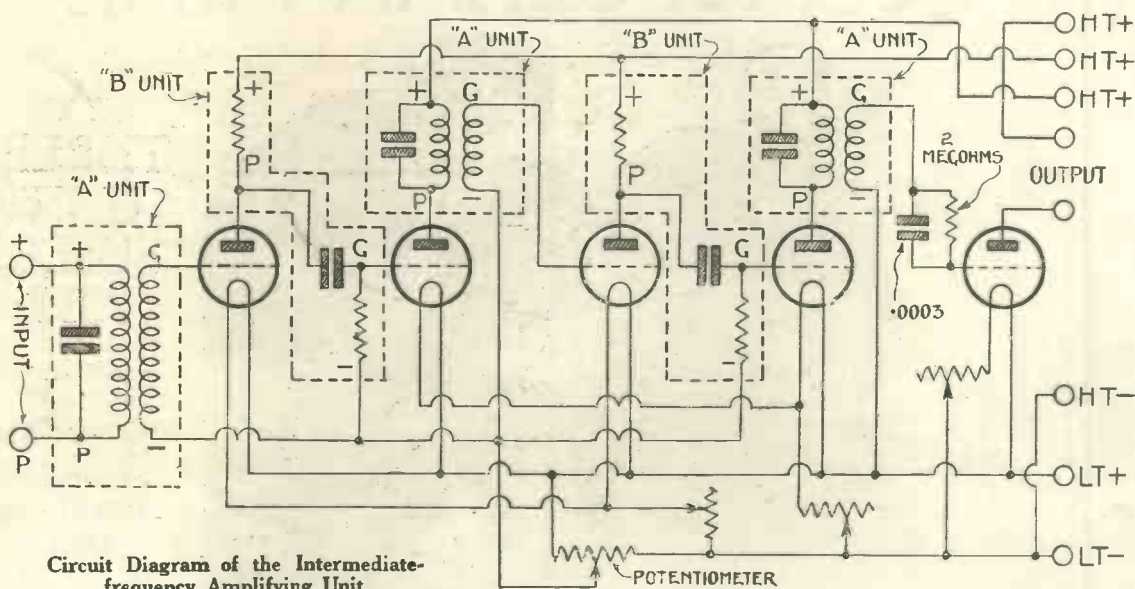 "A" UNIT
"B" UNIT
"A" UNIT
"B" UNIT
"A" UNIT
HT+
HT+
HT+
OUTPUT
HT-
LT+
LT-
+
INPUT
P
+
G
P
-
+
P
G
-
+
G
P
-
+
P
G
-
+
G
P
-
2
MEGOHMS
.0003
POTENTIOMETER
Circuit Diagram of the Intermediate-
frequency Amplifying Unit